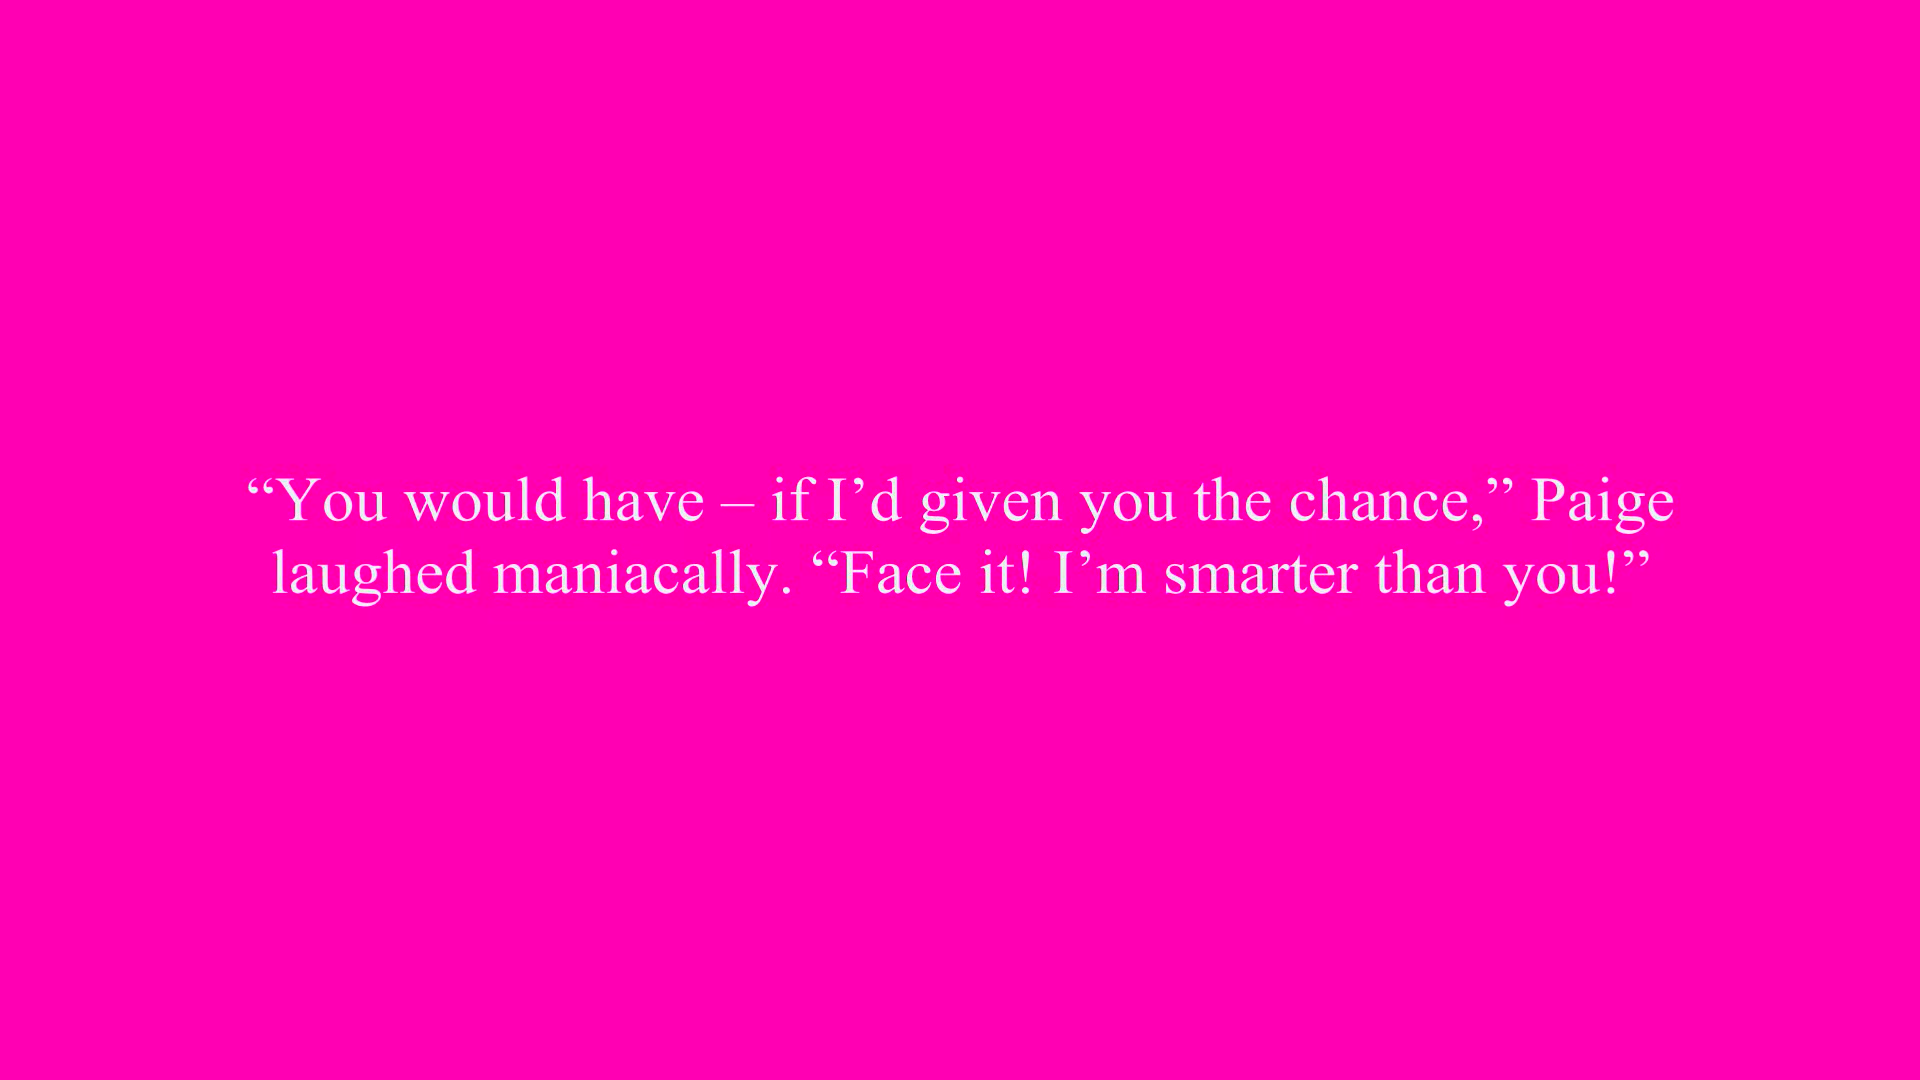 “You would have – if I’d given you the chance,” Paige
laughed maniacally. “Face it! I’m smarter than you!”